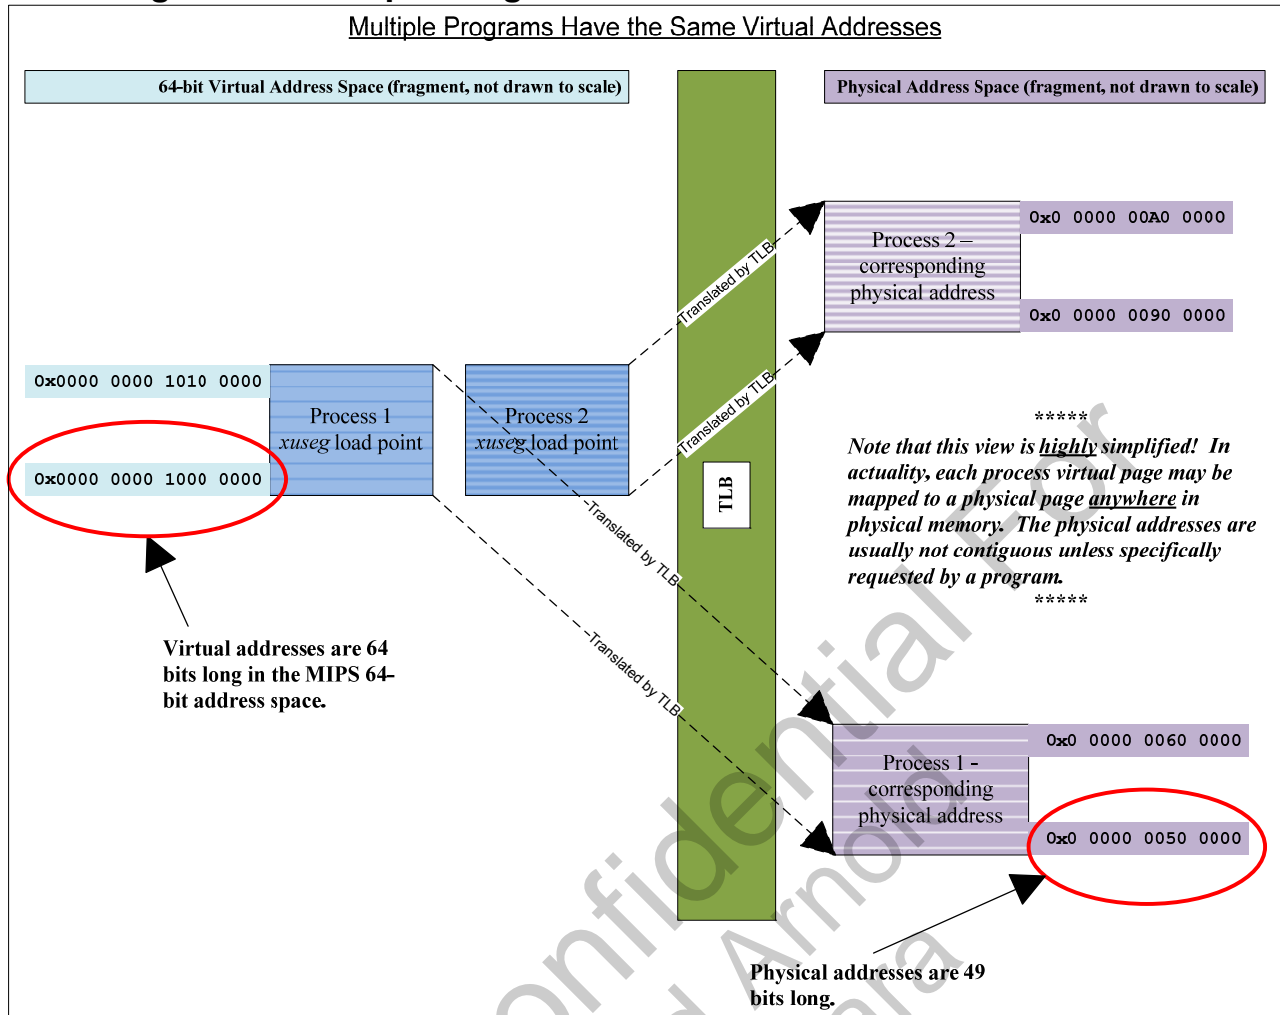 Multiple Programs Have the Same Virtual Addresses
64-bit Virtual Address Space (fragment, not drawn to scale)
Physical Address Space (fragment, not drawn to scale)
0x0 0000 00A0 0000
Process 2 –
corresponding
physical address
0x0 0000 0090 0000
Translated by TLB
Translated by TLB
0x0000 0000 1010 0000
Process 1
xuseg load point
Process 2
xuseg load point
0x0000 0000 1000 0000
TLB
*****
Note that this view is highly simplified! In
actuality, each process virtual page may be
mapped to a physical page anywhere in
physical memory. The physical addresses are
usually not contiguous unless specifically
requested by a program.
*****
Translated by TLB
Translated by TLB
Virtual addresses are 64
bits long in the MIPS 64-
bit address space.
0x0 0000 0060 0000
Process 1 -
corresponding
physical address
0x0 0000 0050 0000
Physical addresses are 49
bits long.
onfidential For
d Arnold
ara